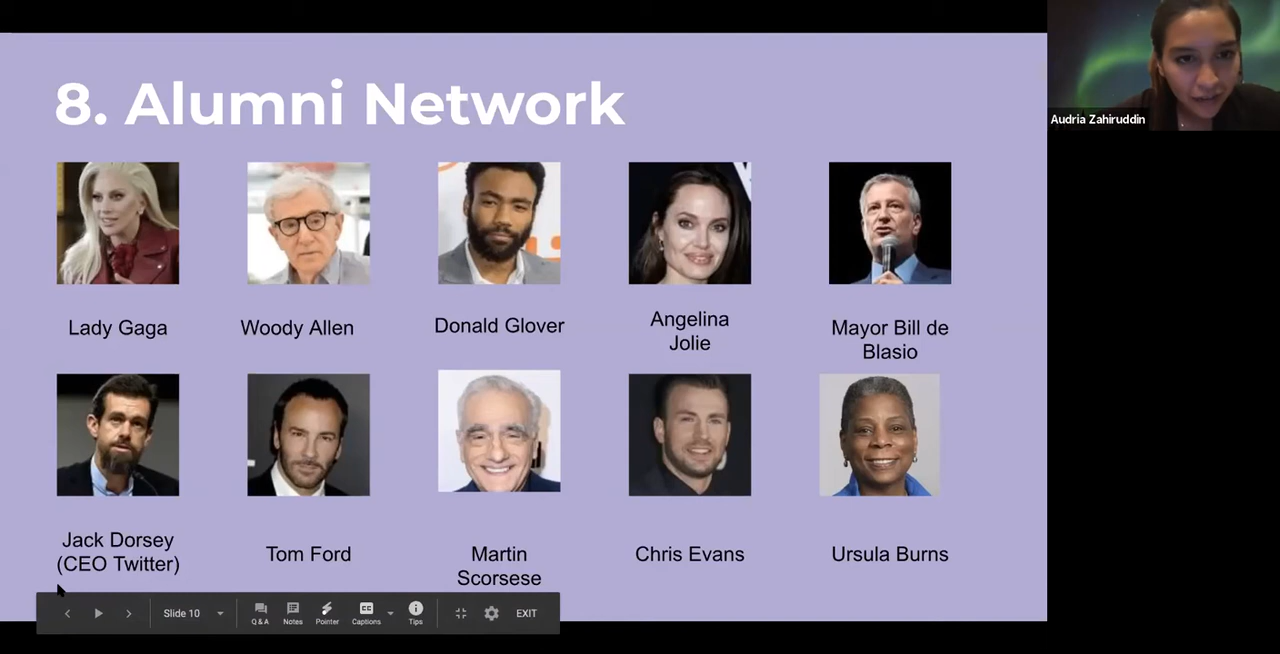 8. Alumni Network
Audria Zahiruddin
Lady Gaga
Woody Allen
Donald Glover
Angelina
Jolie
Mayor Bill de
Blasio
Jack Dorsey
(CEO Twitter)
Tom Ford
Martin
Scorsese
Chris Evans
Ursula Burns
Slide 10
Q & A
Notes
Pointer
CC
Captions
Tips
EXIT